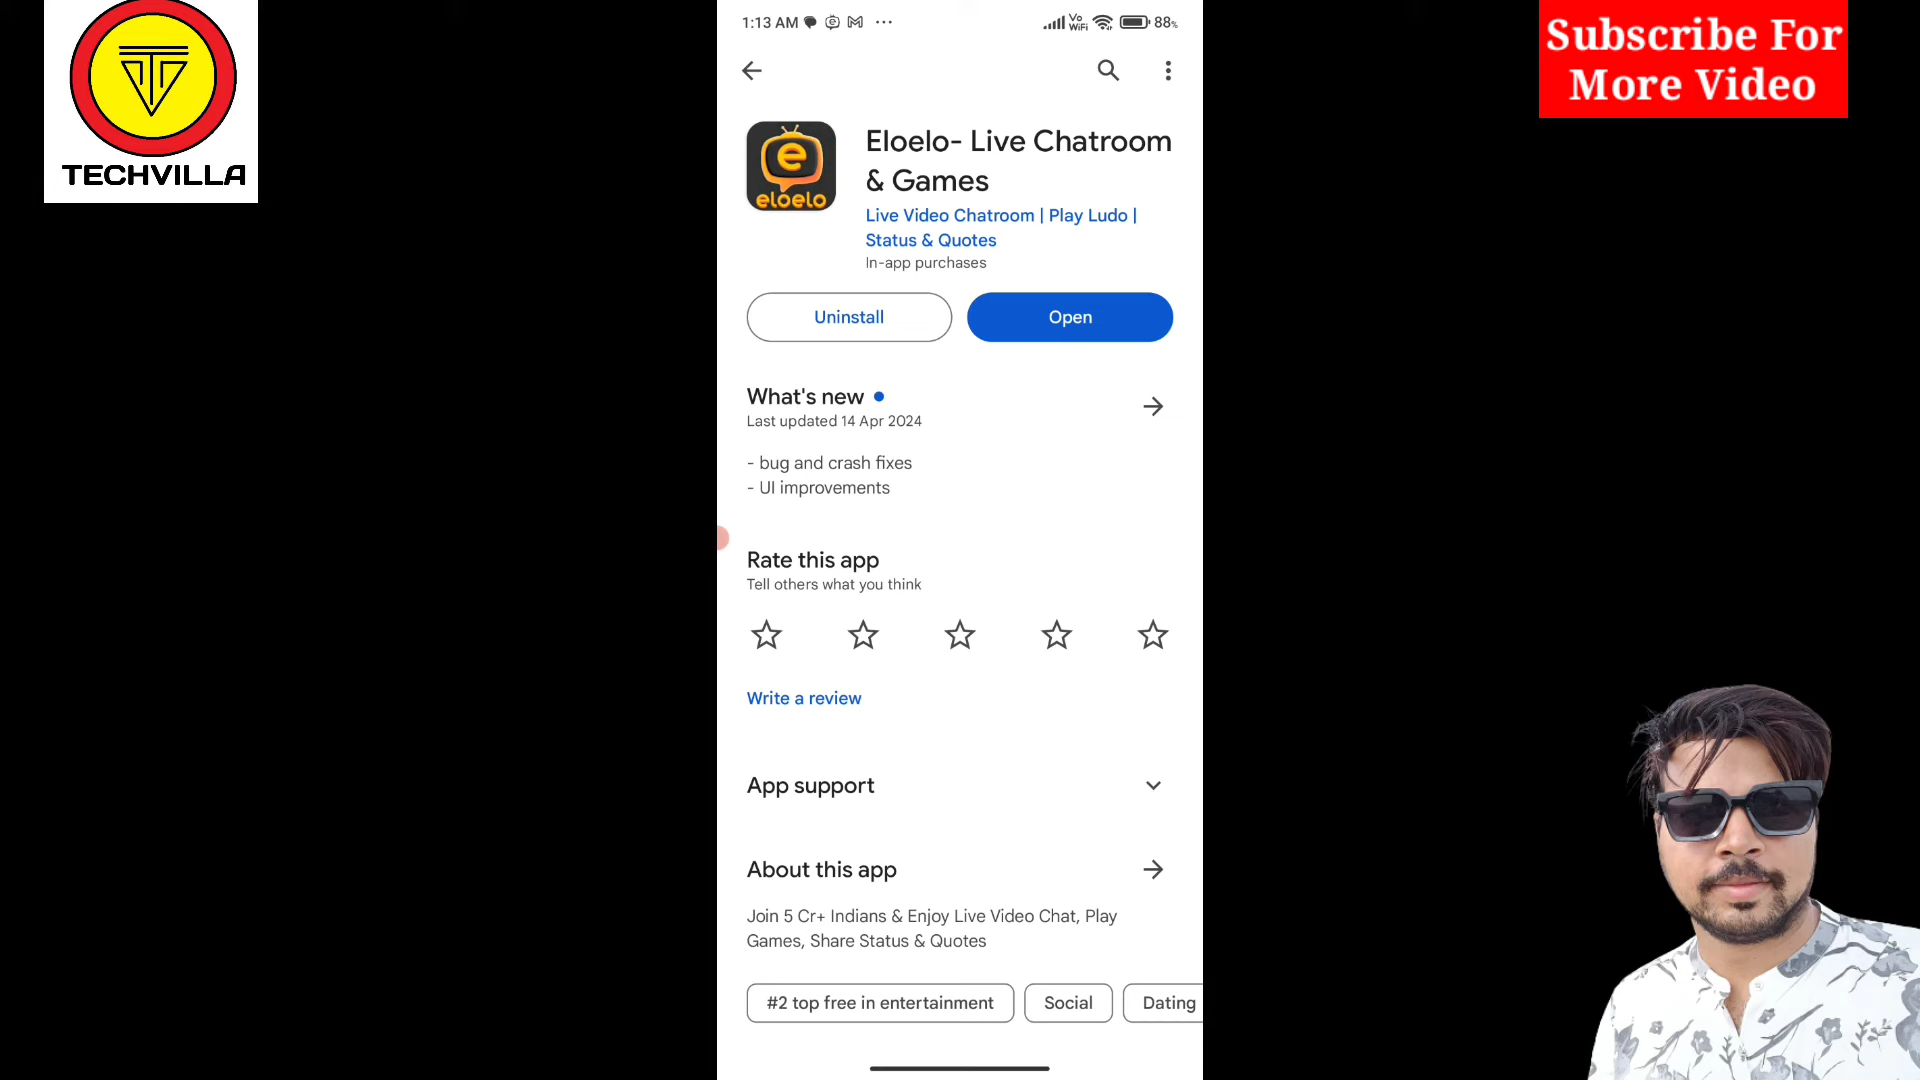 TECHVILLA
Subscribe For
More Video
1:13 AM
Vo
WiFi
88%
e
eloelo
Eloelo- Live Chatroom
& Games
Live Video Chatroom | Play Ludo |
Status & Quotes
In-app purchases
Uninstall
Open
What's new
Last updated 14 Apr 2024
- bug and crash fixes
- UI improvements
Rate this app
Tell others what you think
Write a review
App support
About this app
Join 5 Cr+ Indians & Enjoy Live Video Chat, Play
Games, Share Status & Quotes
#2 top free in entertainment
Social
Dating